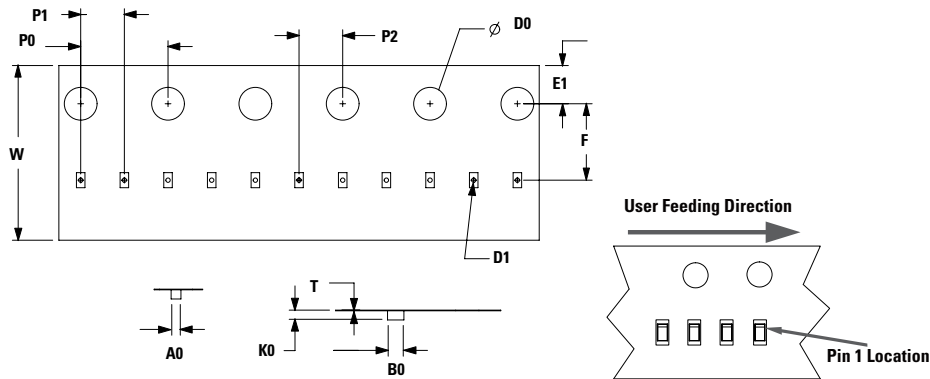 P1
P0
P2
Ø D0
E1
W
F
D1
User Feeding Direction
T
K0
A0
B0
Pin 1 Location